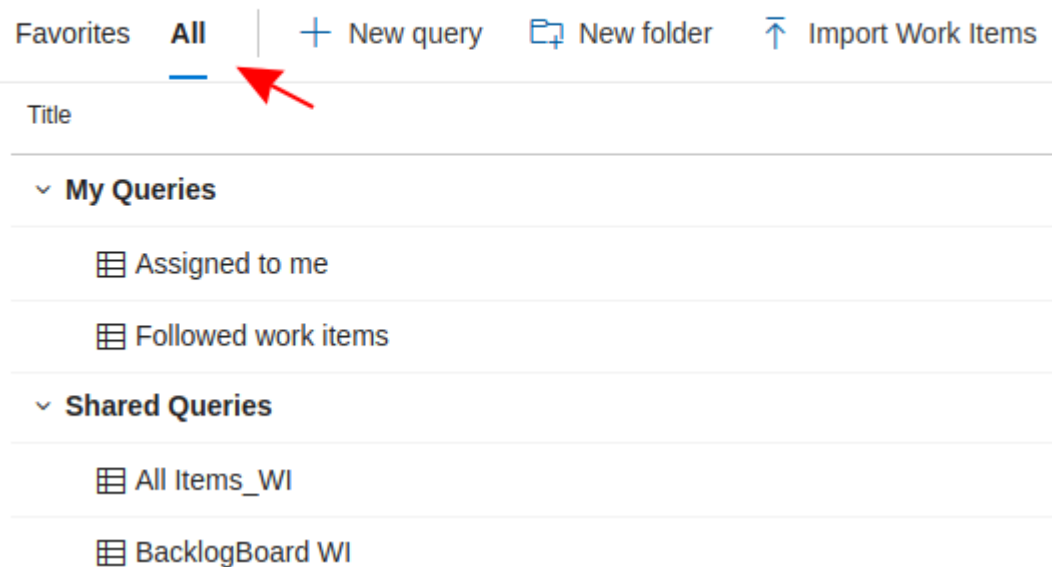 Favorites All New query New folder Import Work Items
Title
My Queries
Assigned to me
Followed work items
Shared Queries
All Items_WI
BacklogBoard WI